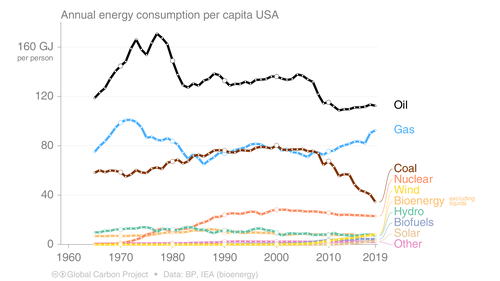 Annual energy consumption per capita USA
160 GJ
per person
120
80
40
0
1960
1970
1980
1990
2000
2010
2019
Oil
Gas
Coal
Nuclear
Wind
Bioenergy excluding liquids
Hydro
Biofuels
Solar
Other
Global Carbon Project • Data: BP, IEA (bioenergy)